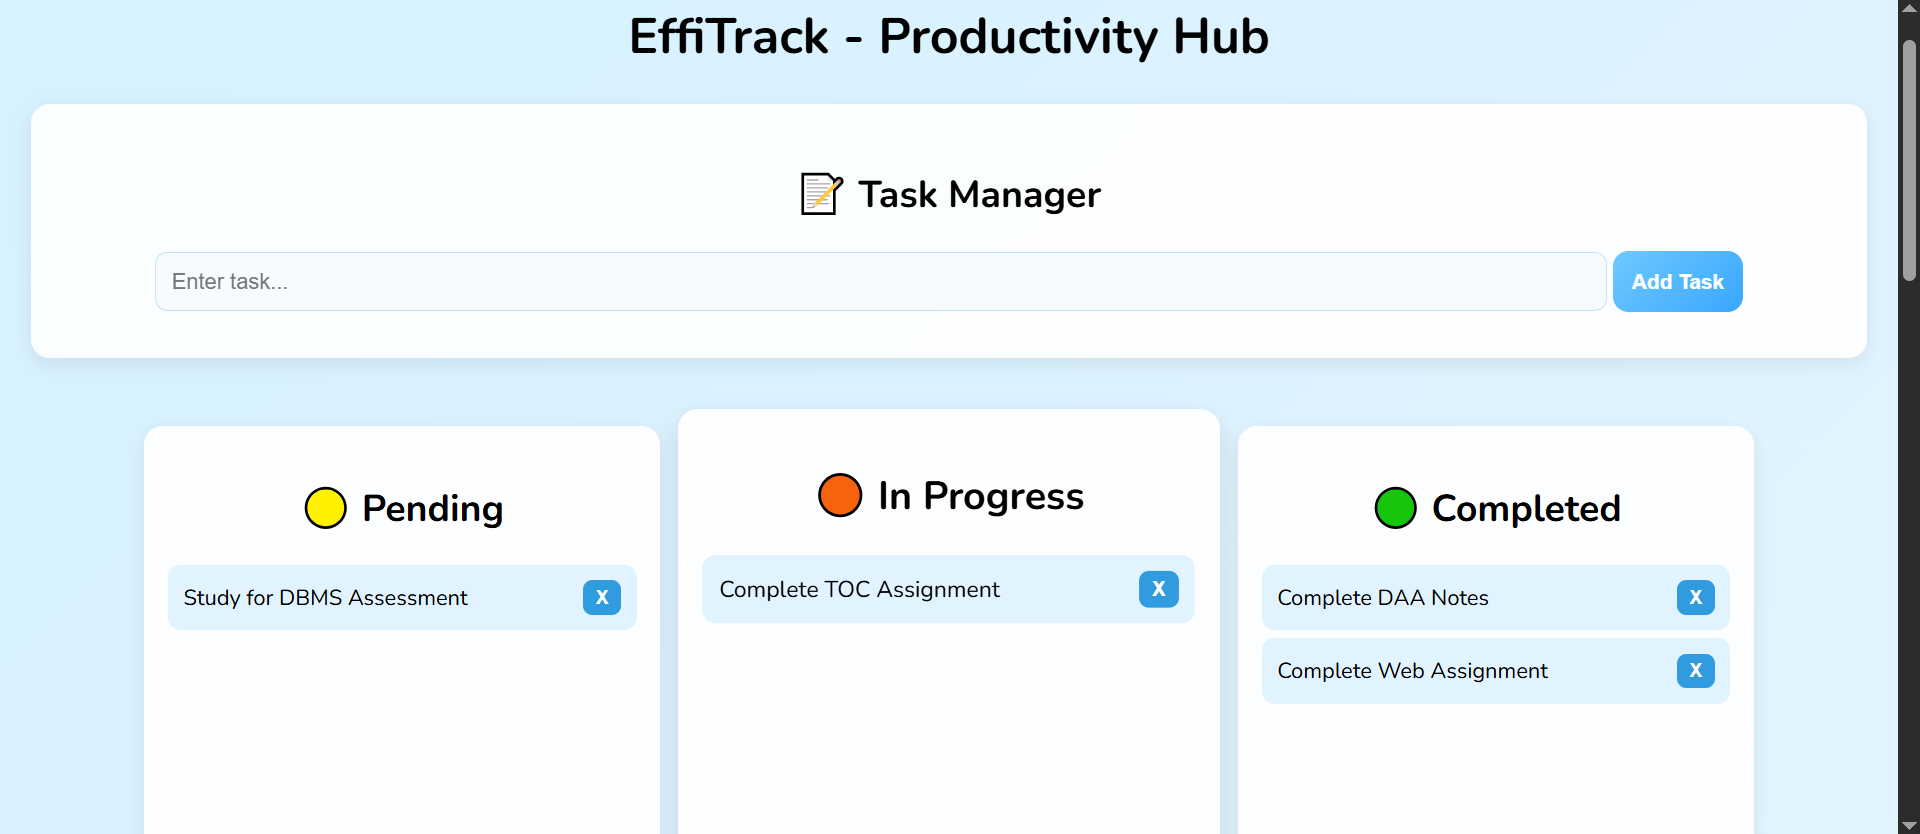 EffiTrack - Productivity Hub
Task Manager
Enter task...
Add Task
Pending
Study for DBMS Assessment
X
In Progress
Complete TOC Assignment
X
Completed
Complete DAA Notes
X
Complete Web Assignment
X